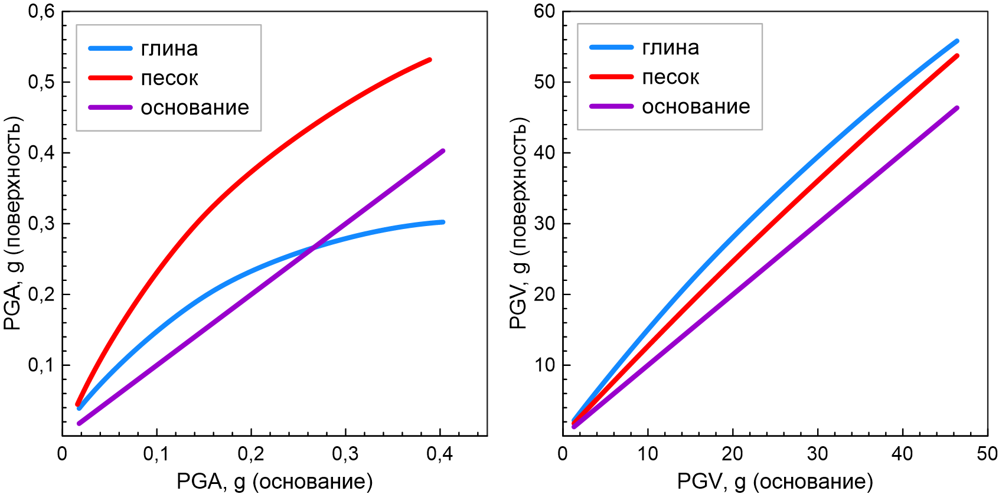 0,6
0,5
0,4
0,3
0,2
0,1
PGA, g (поверхность)
глина
песок
основание
0 0,1 0,2 0,3 0,4
PGA, g (основание)
60
50
40
30
20
10
PGV, g (поверхность)
глина
песок
основание
0 10 20 30 40 50
PGV, g (основание)